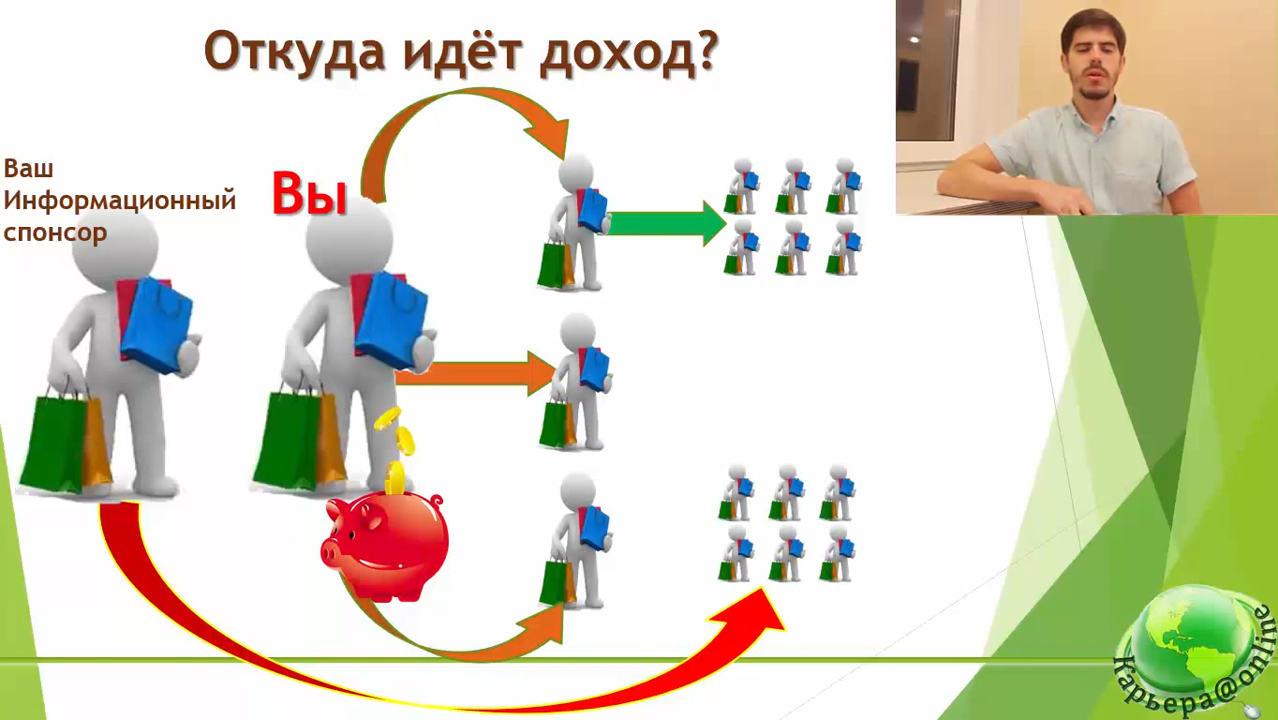 Откуда идёт доход?
Ваш
Информационный
спонсор
Вы
Карьера@online